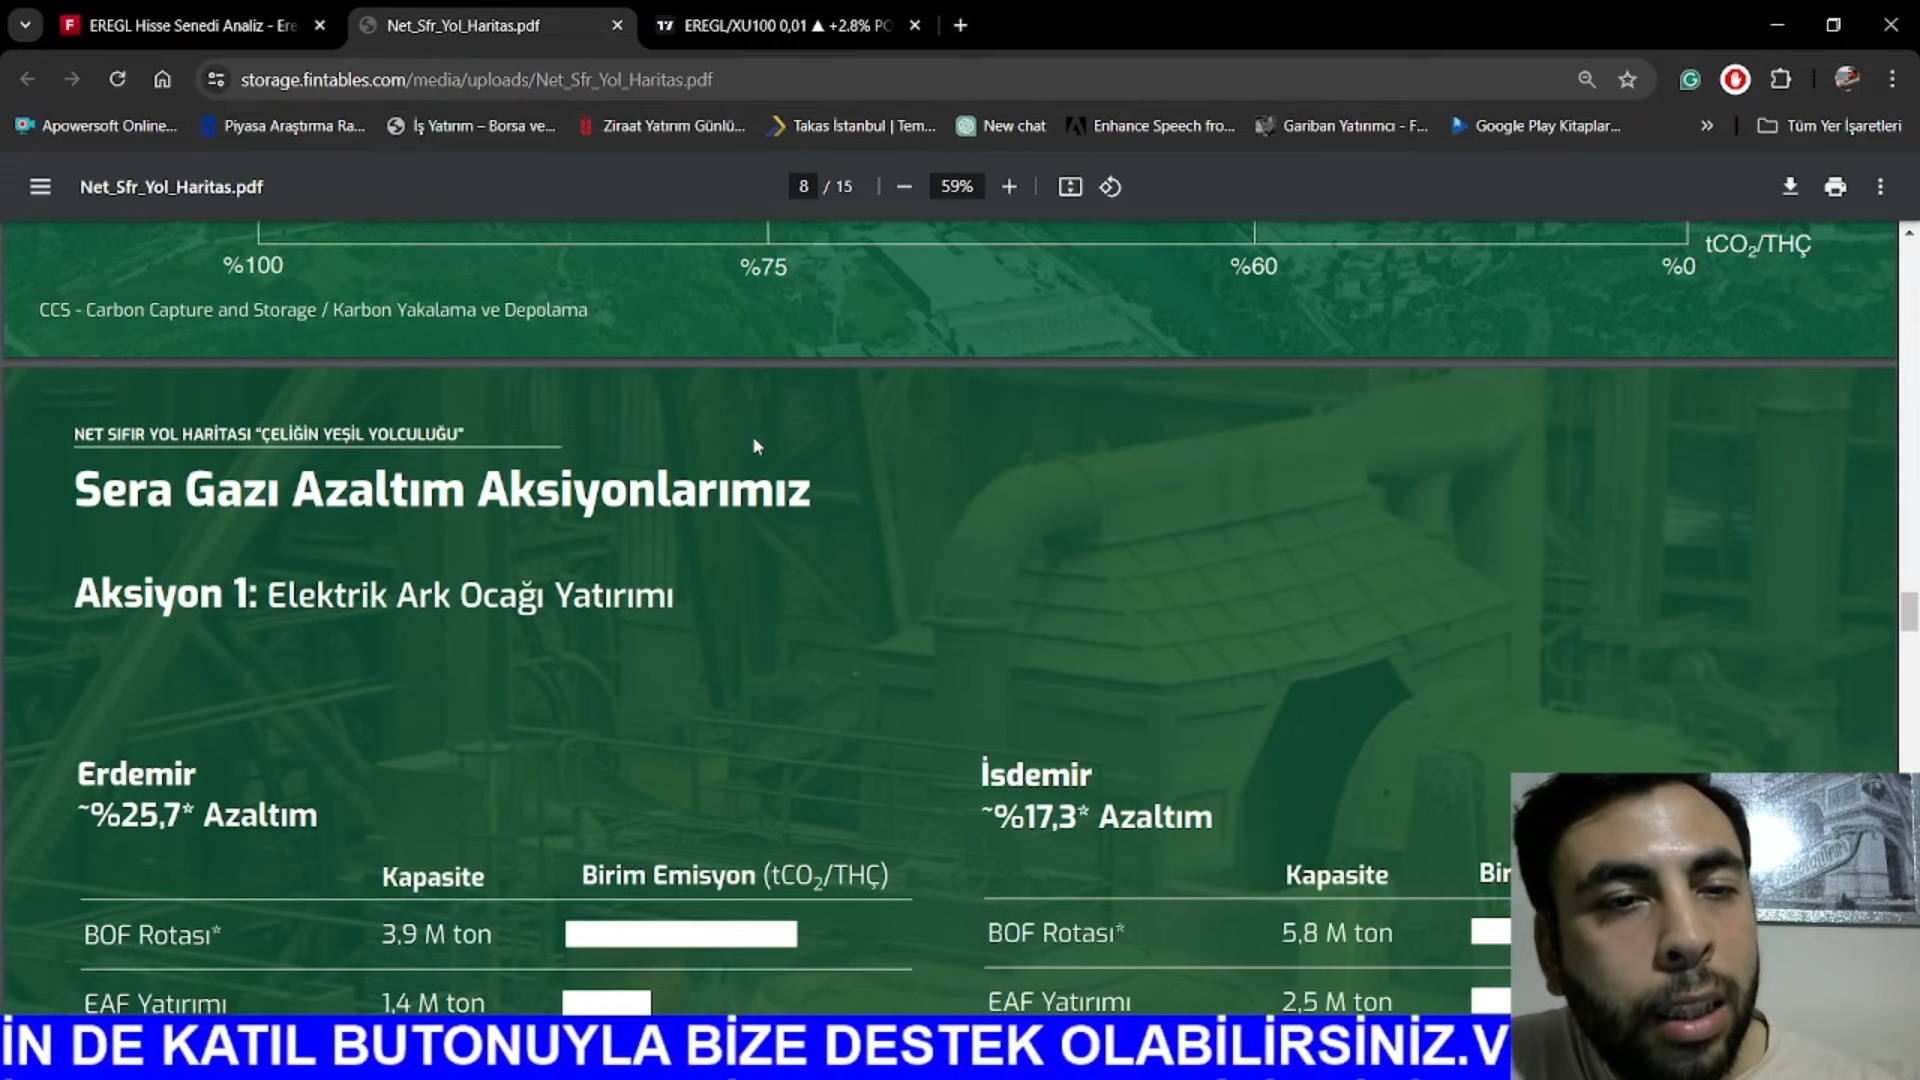 EREGL Hisse Senedi Analiz - Ere
Net_Sfr_Yol_Haritas.pdf
EREGL/XU100 0,01 ▲ +2.8% PO
storage.fintables.com/media/uploads/Net_Sfr_Yol_Haritas.pdf
Apowersoft Online...
Piyasa Araştırma Ra...
İş Yatırım – Borsa ve...
Ziraat Yatırım Günlü...
Takas İstanbul | Tem...
New chat
Enhance Speech fro...
Gariban Yatırımcı - F...
Google Play Kitaplar...
Tüm Yer İşaretleri
Net_Sfr_Yol_Haritas.pdf
8 / 15
59%
tCO₂/THÇ
%100 %75 %60 %0
CCS - Carbon Capture and Storage / Karbon Yakalama ve Depolama
NET SIFIR YOL HARİTASI “ÇELİĞİN YEŞİL YOLCULUĞU”
Sera Gazı Azaltım Aksiyonlarımız
Aksiyon 1: Elektrik Ark Ocağı Yatırımı
Erdemir
~%25,7* Azaltım
Kapasite Birim Emisyon (tCO₂/THÇ)
BOF Rotası* 3,9 M ton
EAF Yatırımı 1,4 M ton
İsdemir
~%17,3* Azaltım
Kapasite Bir
BOF Rotası* 5,8 M ton
EAF Yatırımı 2,5 M ton
İN DE KATIL BUTONUYLA BİZE DESTEK OLABİLİRSİNİZ.V